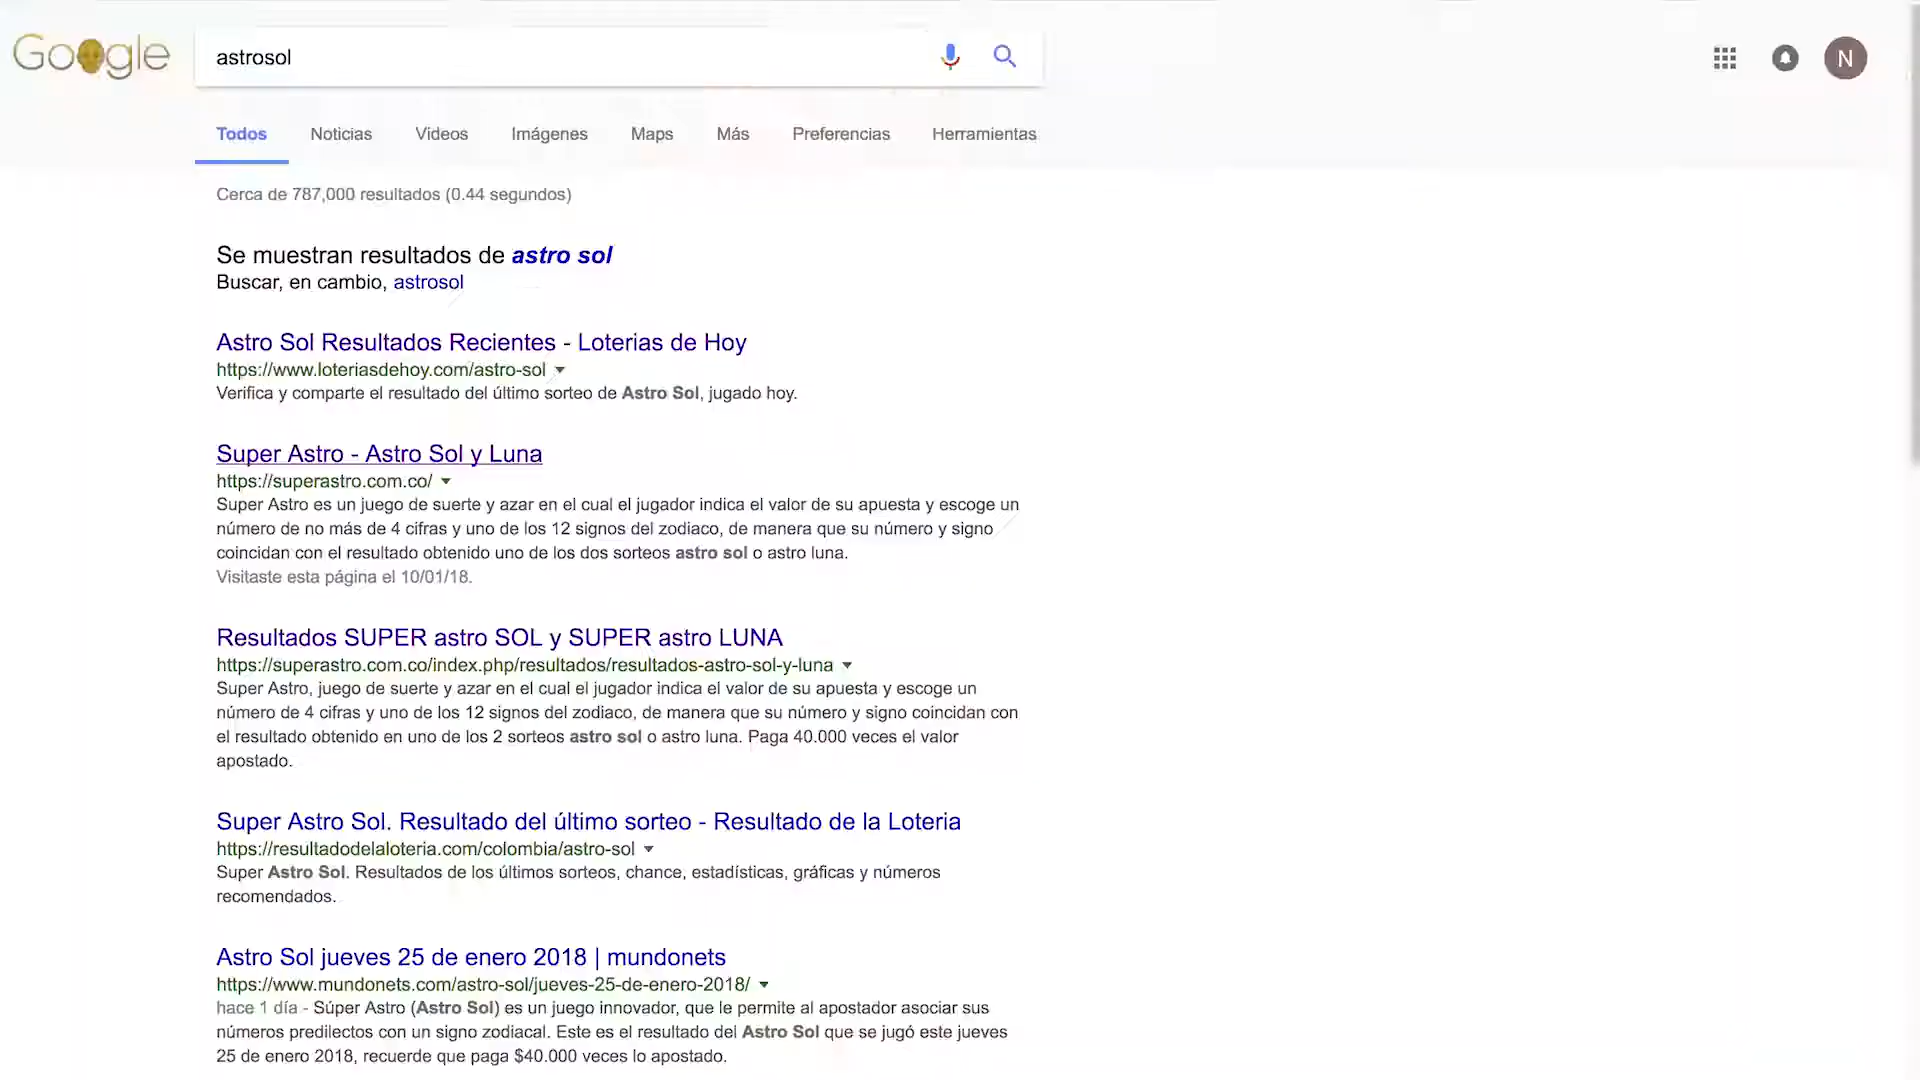 Google
astrosol
N
Todos Noticias Videos Imágenes Maps Más Preferencias Herramientas
Cerca de 787,000 resultados (0.44 segundos)
Se muestran resultados de astro sol
Buscar, en cambio, astrosol
Astro Sol Resultados Recientes - Loterias de Hoy
https://www.loteriasdehoy.com/astro-sol
Verifica y comparte el resultado del último sorteo de Astro Sol, jugado hoy.
Super Astro - Astro Sol y Luna
https://superastro.com.co/
Super Astro es un juego de suerte y azar en el cual el jugador indica el valor de su apuesta y escoge un
número de no más de 4 cifras y uno de los 12 signos del zodiaco, de manera que su número y signo
coincidan con el resultado obtenido uno de los dos sorteos astro sol o astro luna.
Visitaste esta página el 10/01/18.
Resultados SUPER astro SOL y SUPER astro LUNA
https://superastro.com.co/index.php/resultados/resultados-astro-sol-y-luna
Super Astro, juego de suerte y azar en el cual el jugador indica el valor de su apuesta y escoge un
número de 4 cifras y uno de los 12 signos del zodiaco, de manera que su número y signo coincidan con
el resultado obtenido en uno de los 2 sorteos astro sol o astro luna. Paga 40.000 veces el valor
apostado.
Super Astro Sol. Resultado del último sorteo - Resultado de la Loteria
https://resultadodelaloteria.com/colombia/astro-sol
Super Astro Sol. Resultados de los últimos sorteos, chance, estadísticas, gráficas y números
recomendados.
Astro Sol jueves 25 de enero 2018 | mundonets
https://www.mundonets.com/astro-sol/jueves-25-de-enero-2018/
hace 1 día - Súper Astro (Astro Sol) es un juego innovador, que le permite al apostador asociar sus
números predilectos con un signo zodiacal. Este es el resultado del Astro Sol que se jugó este jueves
25 de enero 2018, recuerde que paga $40.000 veces lo apostado.